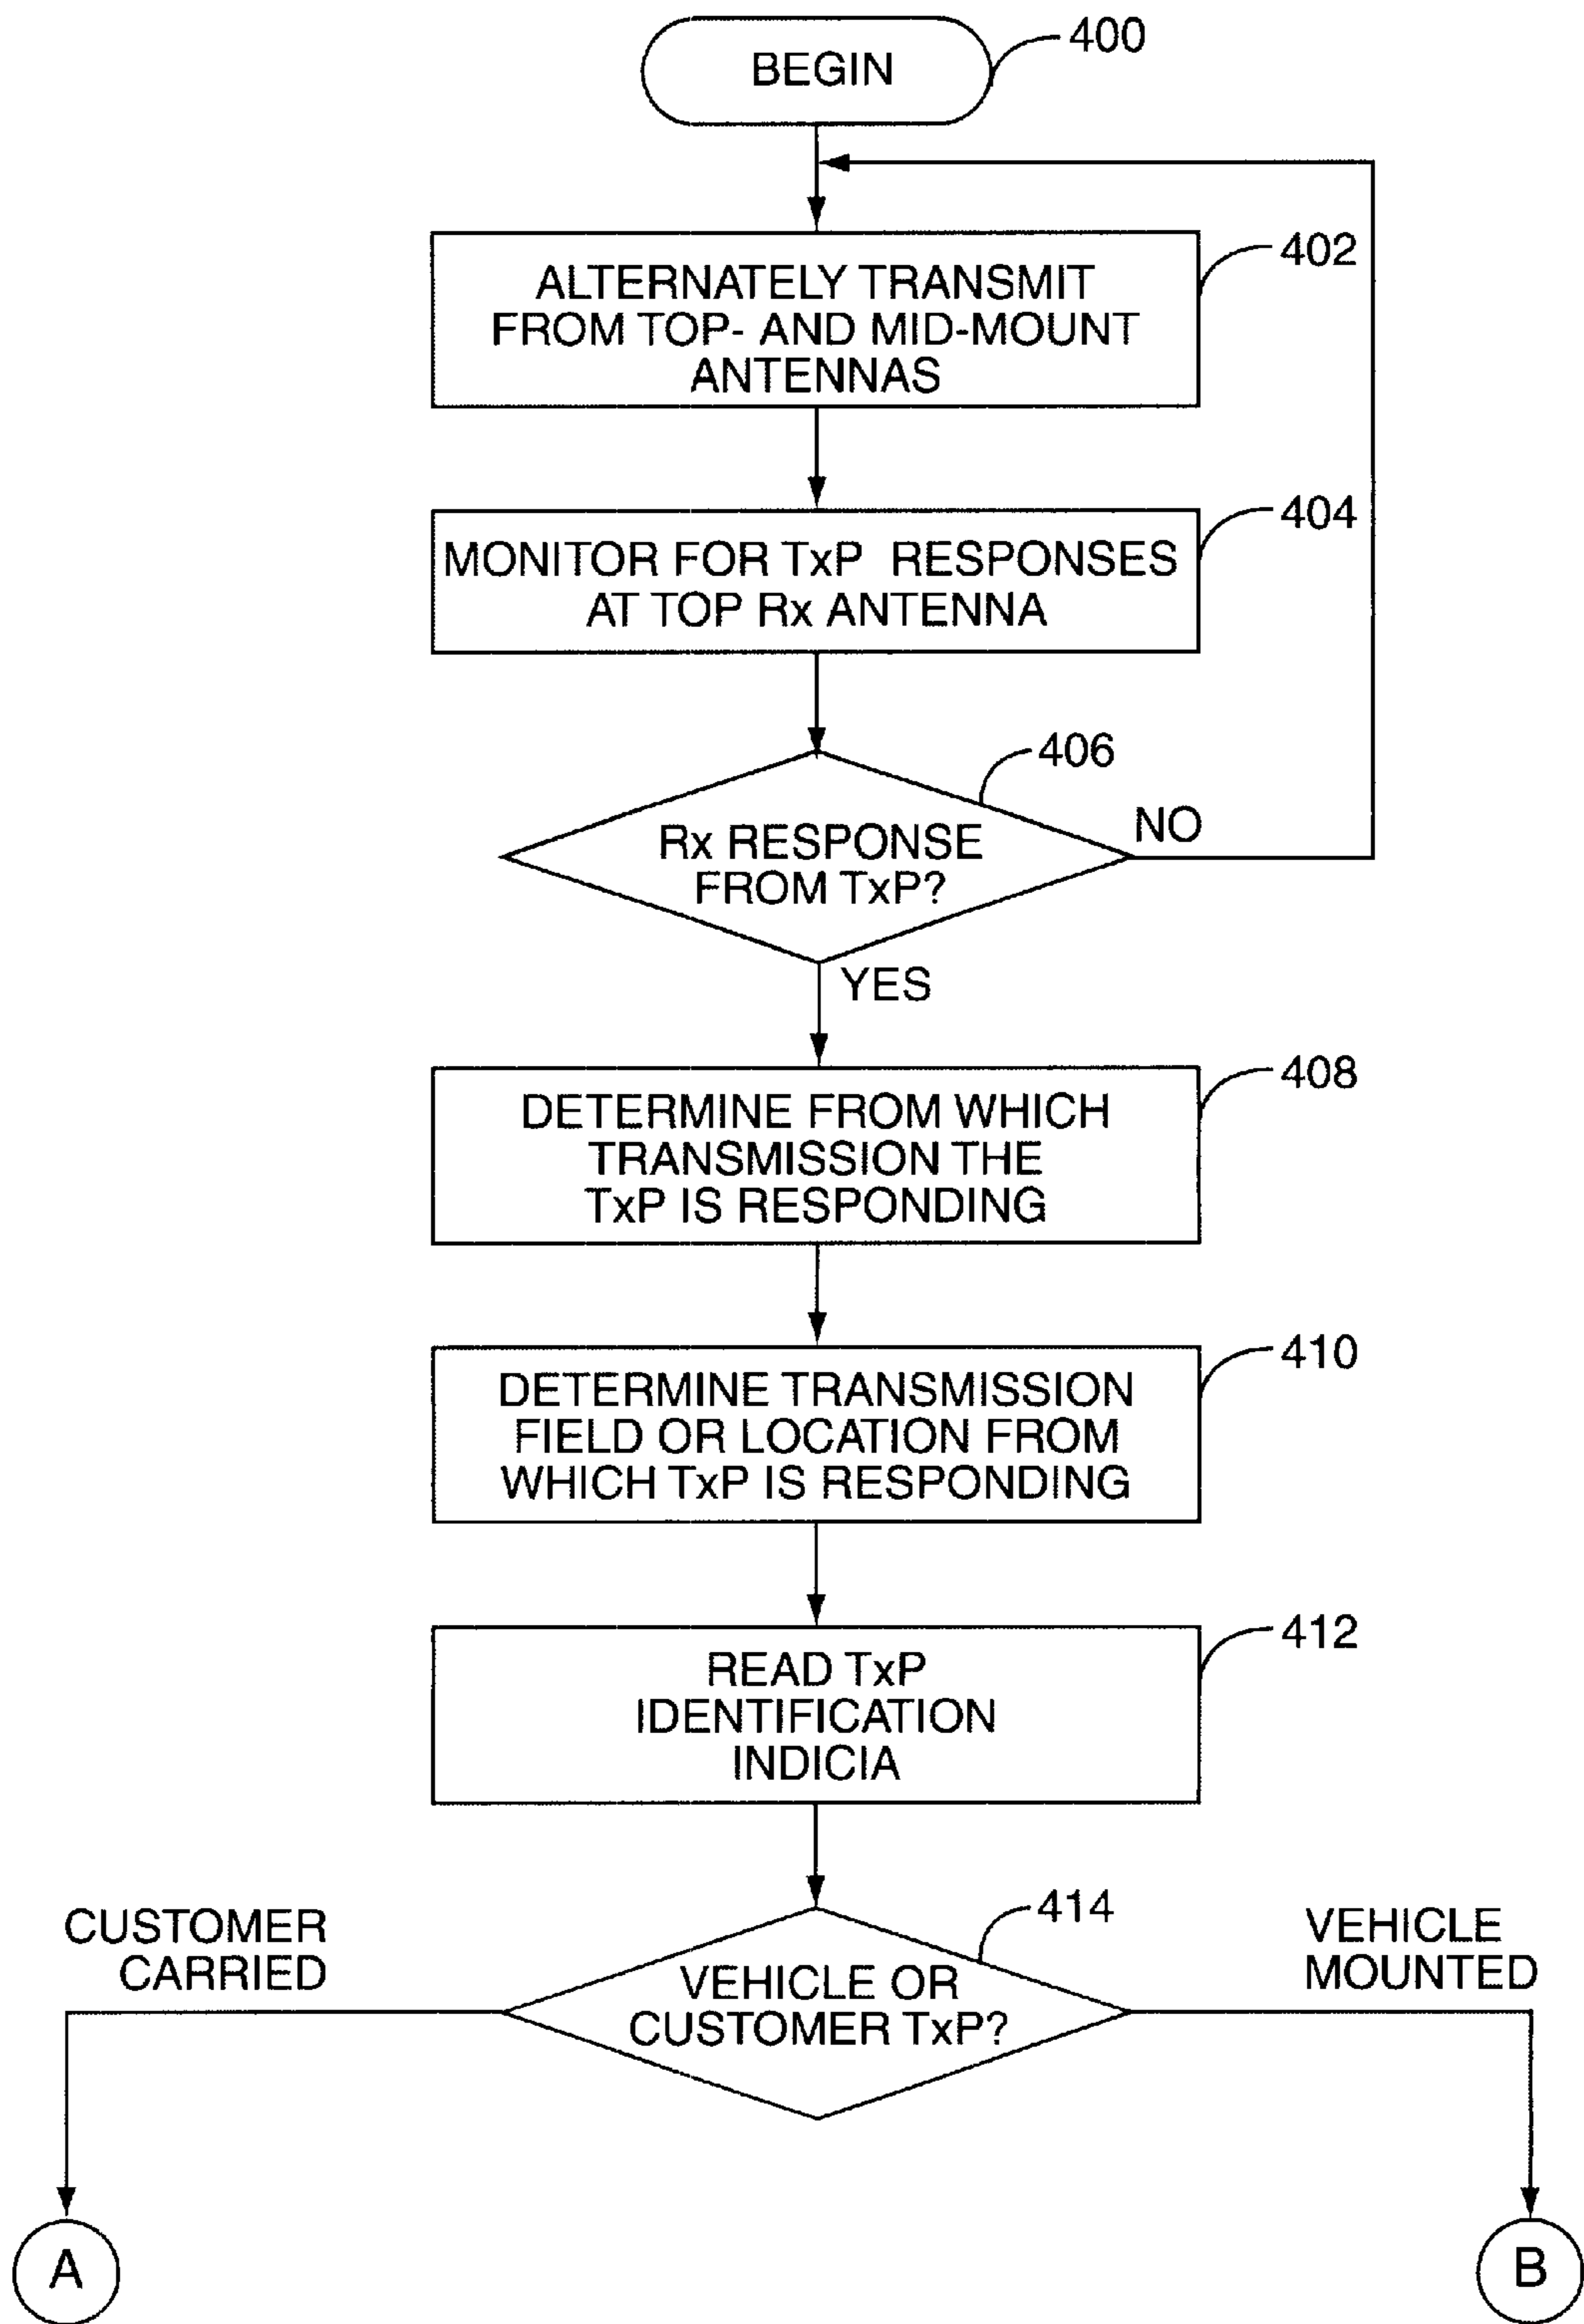 BEGIN
400
ALTERNATELY TRANSMIT
FROM TOP- AND MID-MOUNT
ANTENNAS
402
MONITOR FOR TxP RESPONSES
AT TOP Rx ANTENNA
404
406
Rx RESPONSE
FROM TxP?
NO
YES
DETERMINE FROM WHICH
TRANSMISSION THE
TxP IS RESPONDING
408
DETERMINE TRANSMISSION
FIELD OR LOCATION FROM
WHICH TxP IS RESPONDING
410
READ TxP
IDENTIFICATION
INDICIA
412
414
CUSTOMER
CARRIED
VEHICLE OR
CUSTOMER TxP?
VEHICLE
MOUNTED
A
B